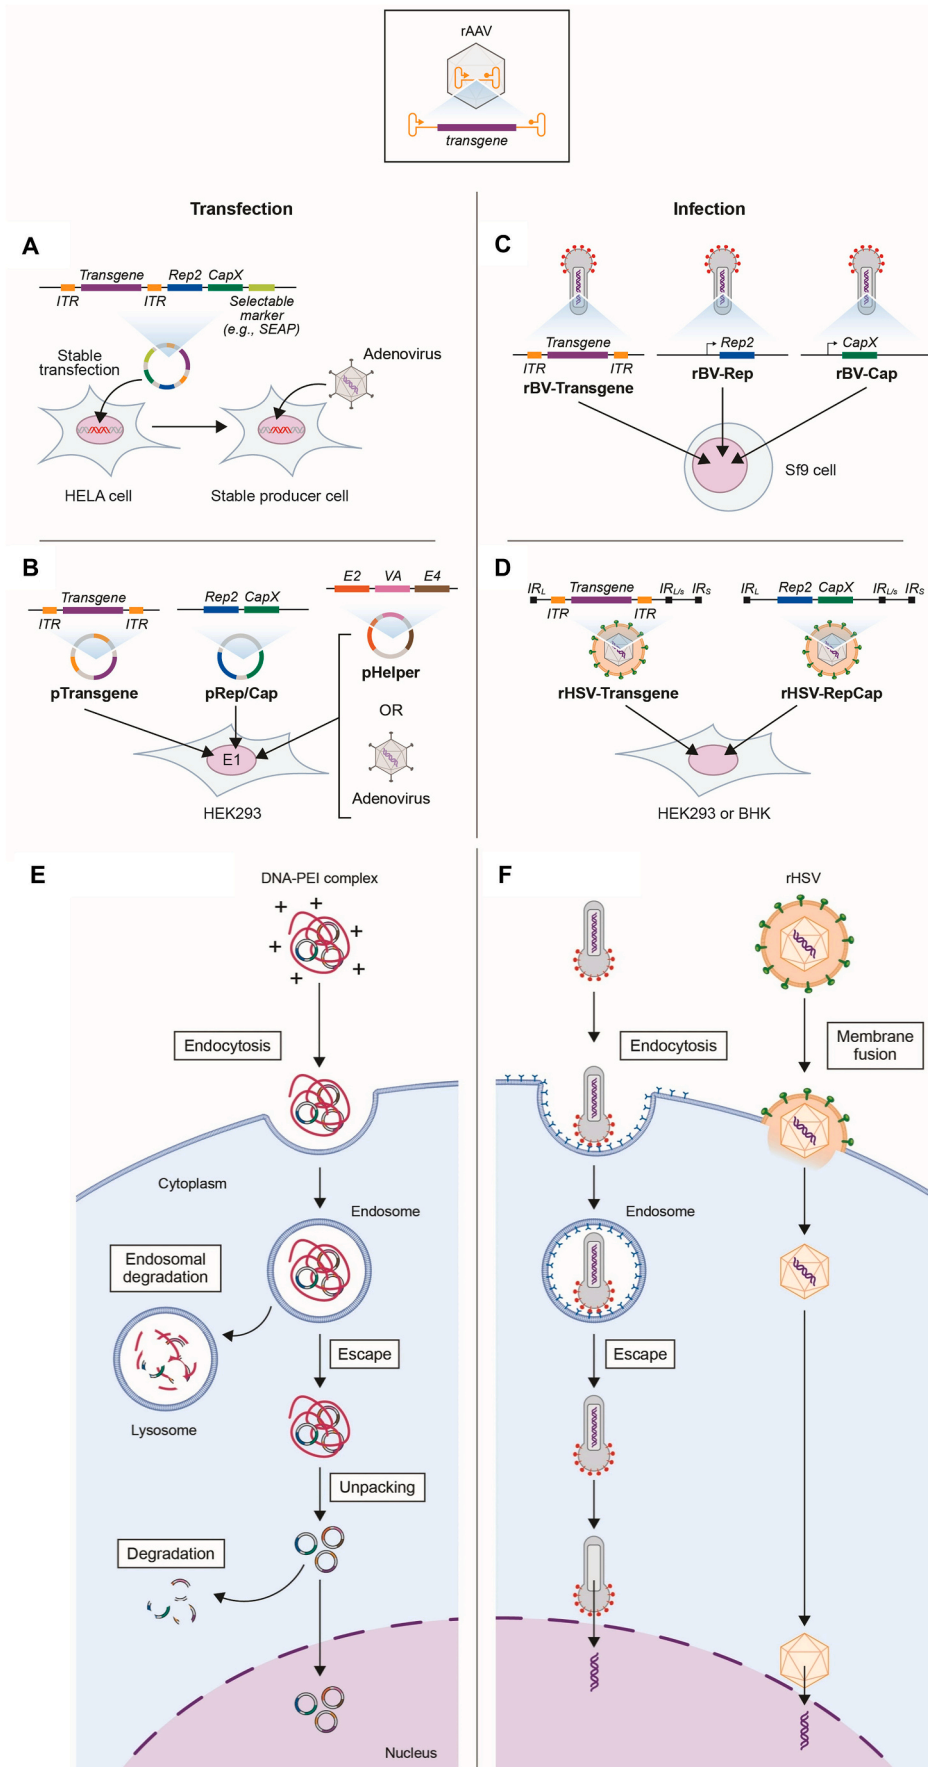 rAAV
transgene
Transfection
Infection
A
Transgene
Rep2
CapX
ITR
ITR
Selectable
marker
(e.g., SEAP)
Stable
transfection
Adenovirus
HELA cell
Stable producer cell
C
Transgene
ITR
ITR
rBV-Transgene
Rep2
rBV-Rep
CapX
rBV-Cap
Sf9 cell
B
Transgene
ITR
ITR
pTransgene
Rep2
CapX
pRep/Cap
E2
VA
E4
pHelper
OR
Adenovirus
E1
HEK293
D
IRL
Transgene
IRL/s
IRS
ITR
ITR
rHSV-Transgene
IRL
Rep2
CapX
IRL/s
IRS
rHSV-RepCap
HEK293 or BHK
E
DNA-PEI complex
+ + + + + +
Endocytosis
Cytoplasm
Endosome
Endosomal
degradation
Lysosome
Escape
Unpacking
Degradation
Nucleus
F
rHSV
Endocytosis
Membrane
fusion
Endosome
Escape